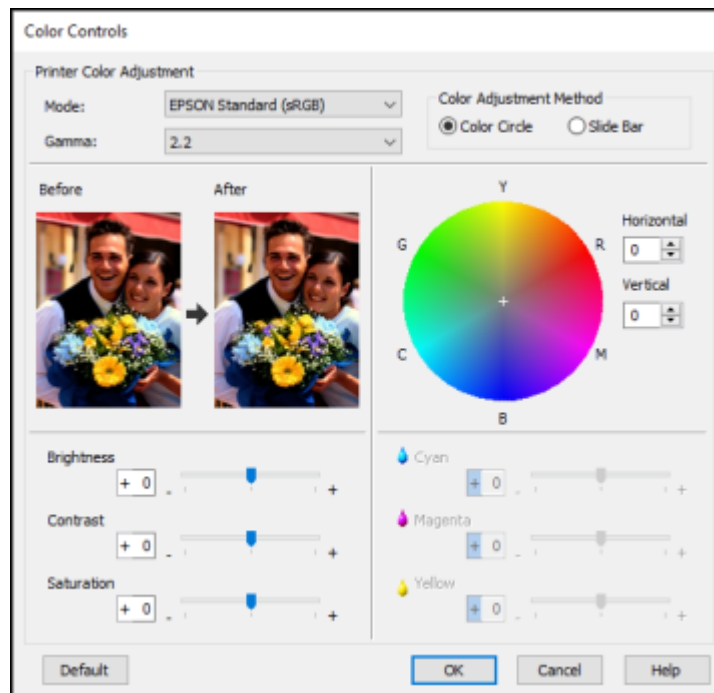 Color Controls
Printer Color Adjustment
Mode: EPSON Standard (sRGB)
Gamma: 2.2
Color Adjustment Method
Color Circle Slide Bar
Before After
Y
G R
C M
B
Horizontal
0
Vertical
0
Brightness
+ 0 - +
Contrast
+ 0 - +
Saturation
+ 0 - +
Cyan
+ 0 - +
Magenta
+ 0 - +
Yellow
+ 0 - +
Default OK Cancel Help